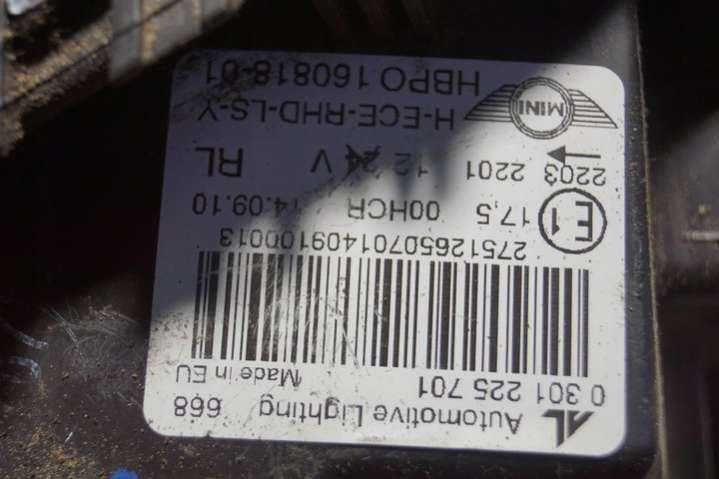 AL Automotive Lighting 668
0 301 225 701 Made in EU
27512650701409100013
E1 17,5 00HCR 14.09.10
2203 2201 12 24 V RL
MINI H-ECE-RHD-LS-Y
HBPO 160818-01